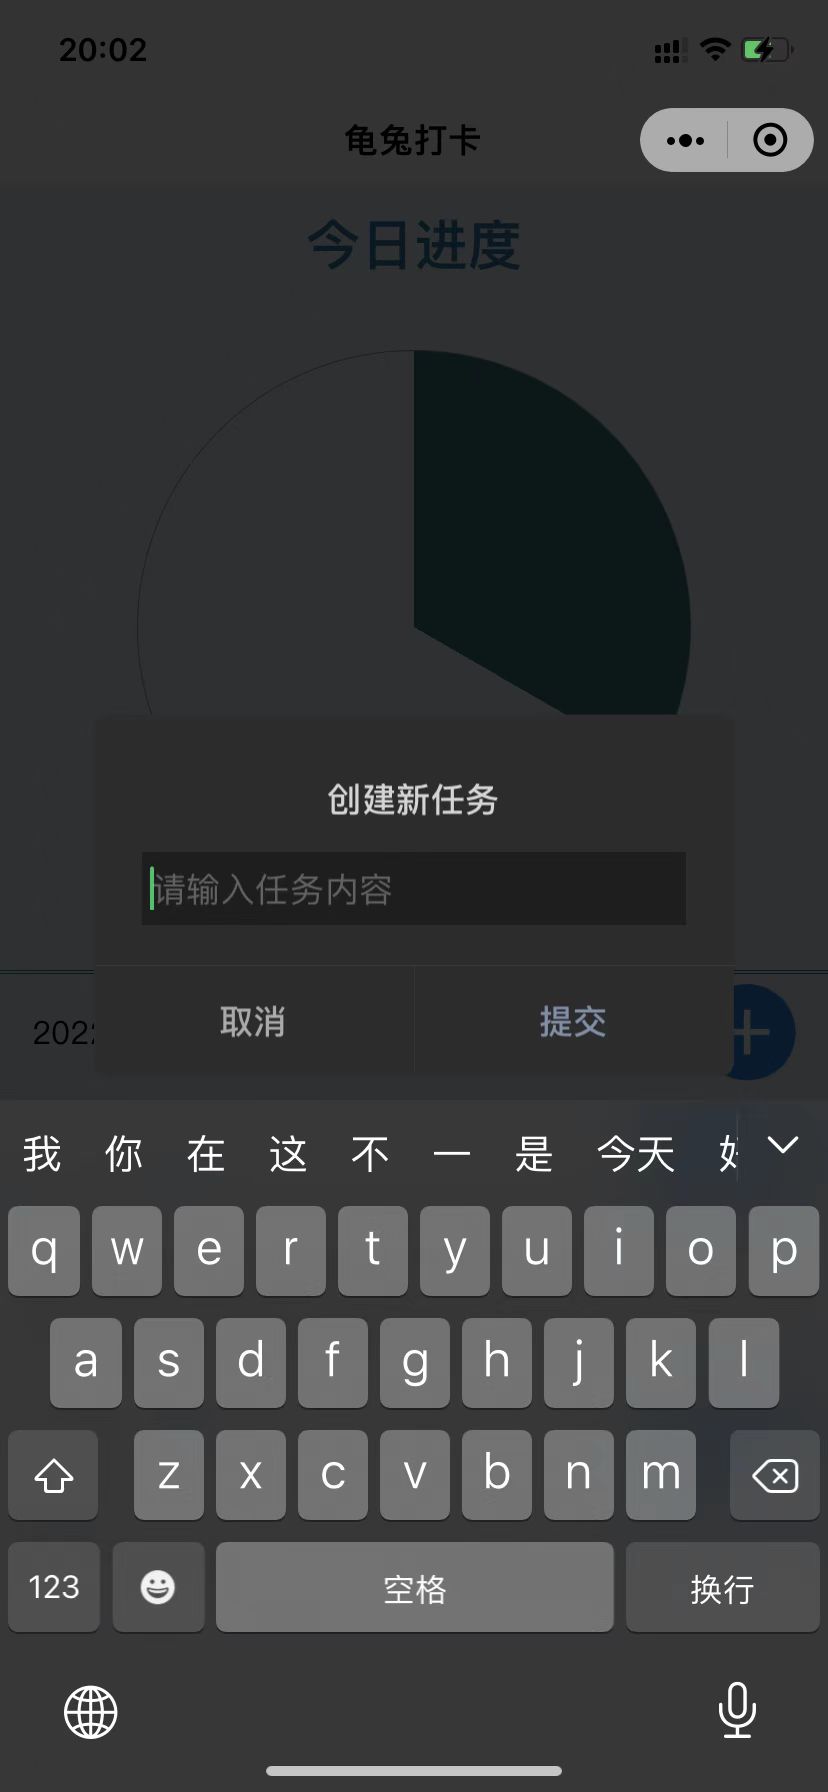 20:02
龟兔打卡
今日进度
创建新任务
请输入任务内容
取消
提交
202
我 你 在 这 不 一 是 今天
q w e r t y u i o p
a s d f g h j k l
z x c v b n m
123
空格
换行